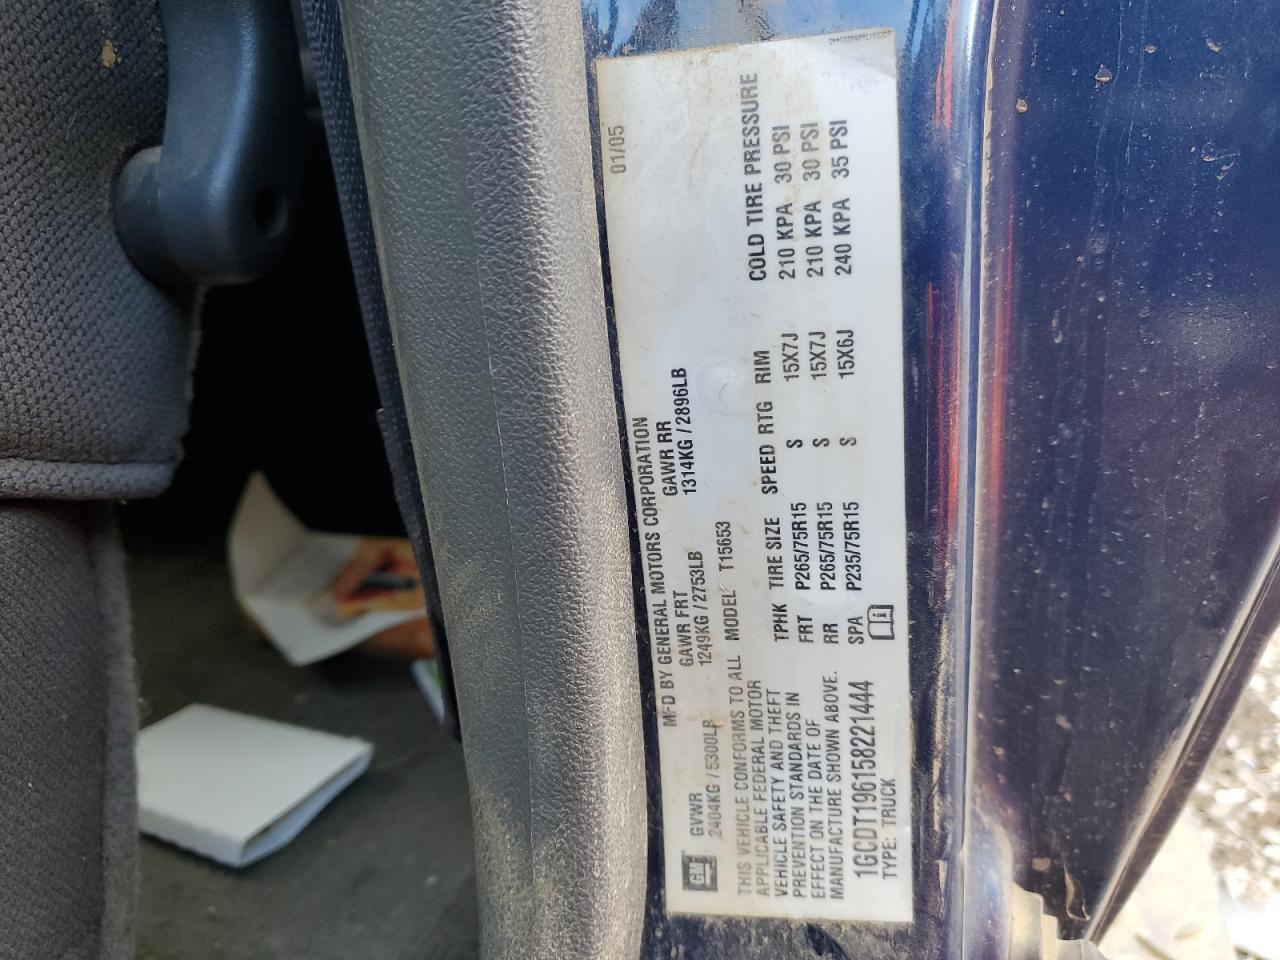 01/05
MFD BY GENERAL MOTORS CORPORATION
GVWR GAWR FRT GAWR RR
2404KG / 5300LB 1249KG / 2753LB 1314KG / 2896LB
GM
THIS VEHICLE CONFORMS TO ALL
APPLICABLE FEDERAL MOTOR
VEHICLE SAFETY AND THEFT
PREVENTION STANDARDS IN
EFFECT ON THE DATE OF
MANUFACTURE SHOWN ABOVE.
1GCDT196158221444
TYPE: TRUCK
MODEL T15653
COLD TIRE PRESSURE
TPHK TIRE SIZE SPEED RTG RIM
FRT P265/75R15 S 15X7J 210 KPA 30 PSI
RR P265/75R15 S 15X7J 210 KPA 30 PSI
SPA P235/75R15 S 15X6J 240 KPA 35 PSI